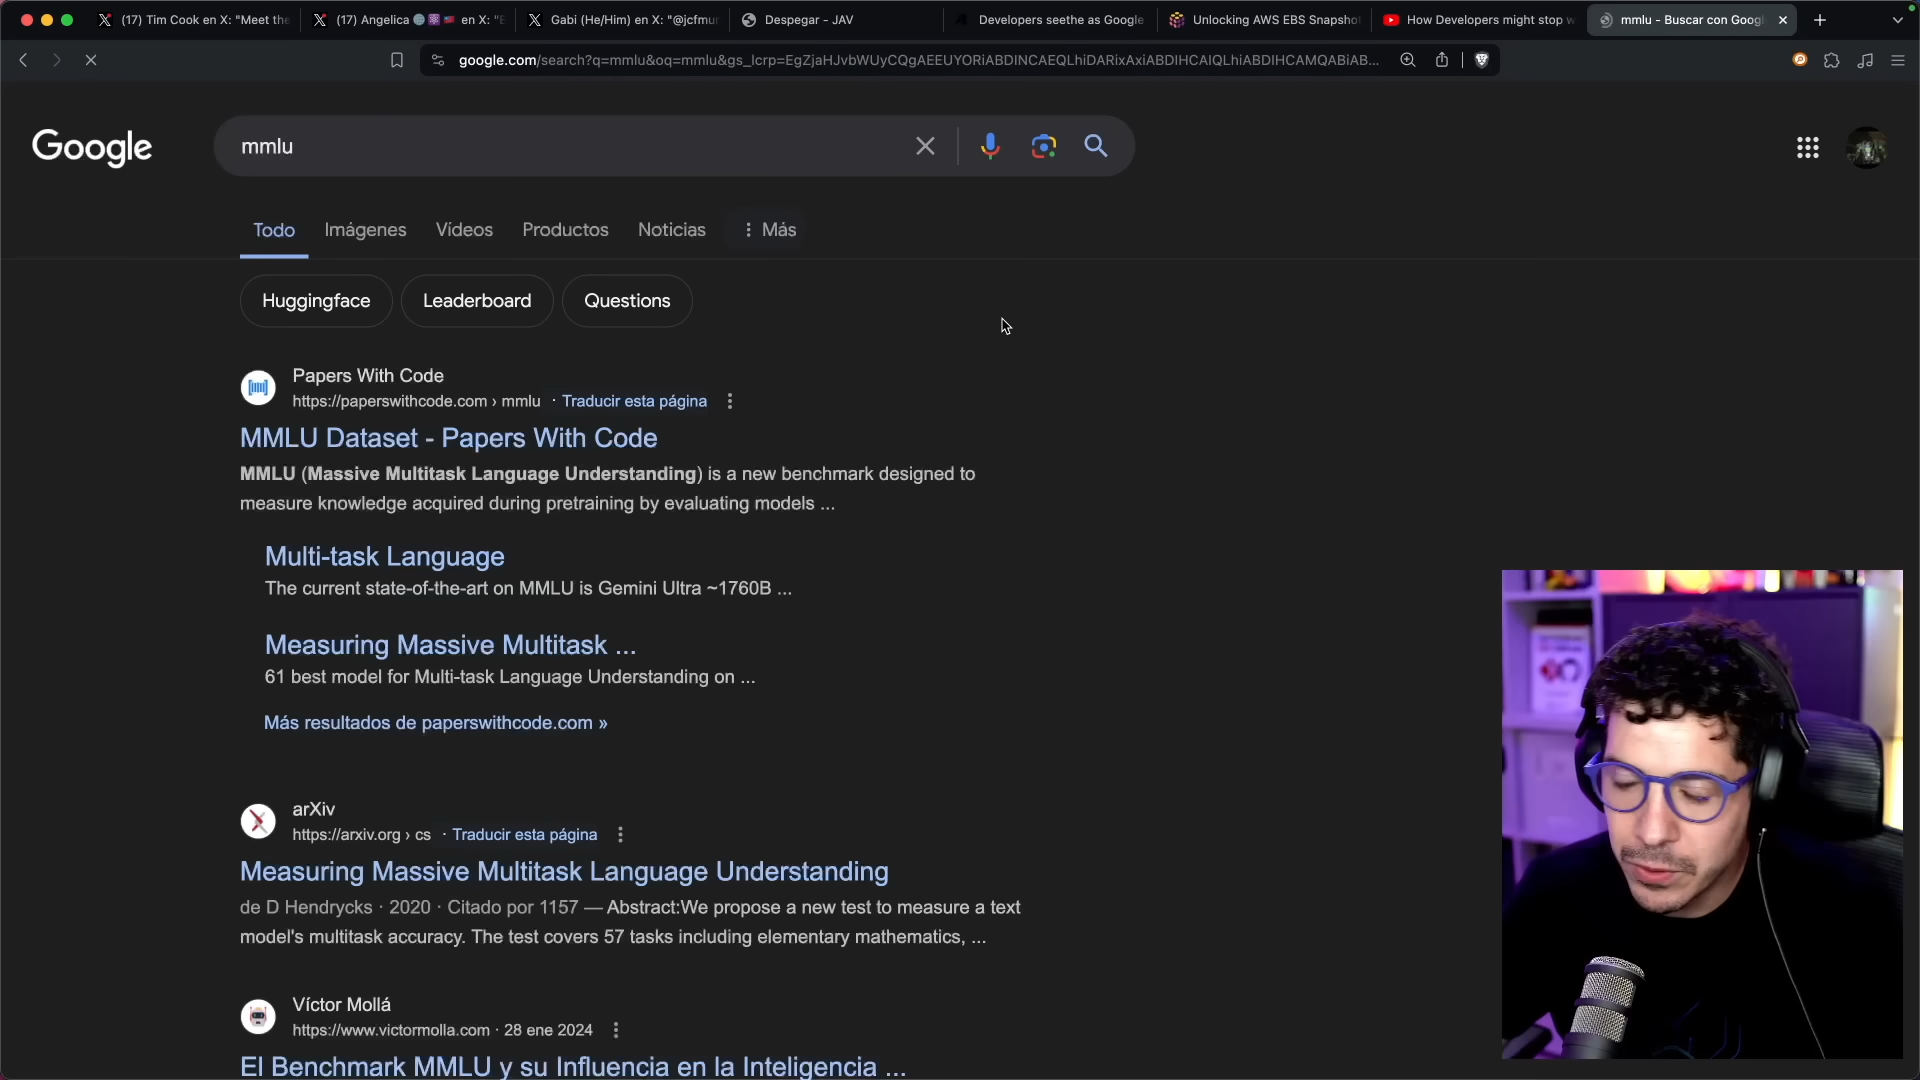 (17) Tim Cook en X: "Meet the
(17) Angelica
en X: "E
Gabi (He/Him) en X: "@jcfmur
Despegar - JAV
Developers seethe as Google
Unlocking AWS EBS Snapshot
How Developers might stop w
mmlu - Buscar con Googl
google.com/search?q=mmlu&oq=mmlu&gs_lcrp=EgZjaHJvbWUyCQgAEEUYORiABDINCAEQLhiDARixAxiABDIHCAIQLhiABDIHCAMQABiAB...
Google
mmlu
Todo
Imágenes
Vídeos
Productos
Noticias
Más
Huggingface
Leaderboard
Questions
Papers With Code
https://paperswithcode.com › mmlu · Traducir esta página
MMLU Dataset - Papers With Code
MMLU (Massive Multitask Language Understanding) is a new benchmark designed to
measure knowledge acquired during pretraining by evaluating models ...
Multi-task Language
The current state-of-the-art on MMLU is Gemini Ultra ~1760B ...
Measuring Massive Multitask ...
61 best model for Multi-task Language Understanding on ...
Más resultados de paperswithcode.com »
arXiv
https://arxiv.org › cs · Traducir esta página
Measuring Massive Multitask Language Understanding
de D Hendrycks · 2020 · Citado por 1157 — Abstract:We propose a new test to measure a text
model's multitask accuracy. The test covers 57 tasks including elementary mathematics, ...
Víctor Mollá
https://www.victormolla.com · 28 ene 2024
El Benchmark MMLU y su Influencia en la Inteligencia ...